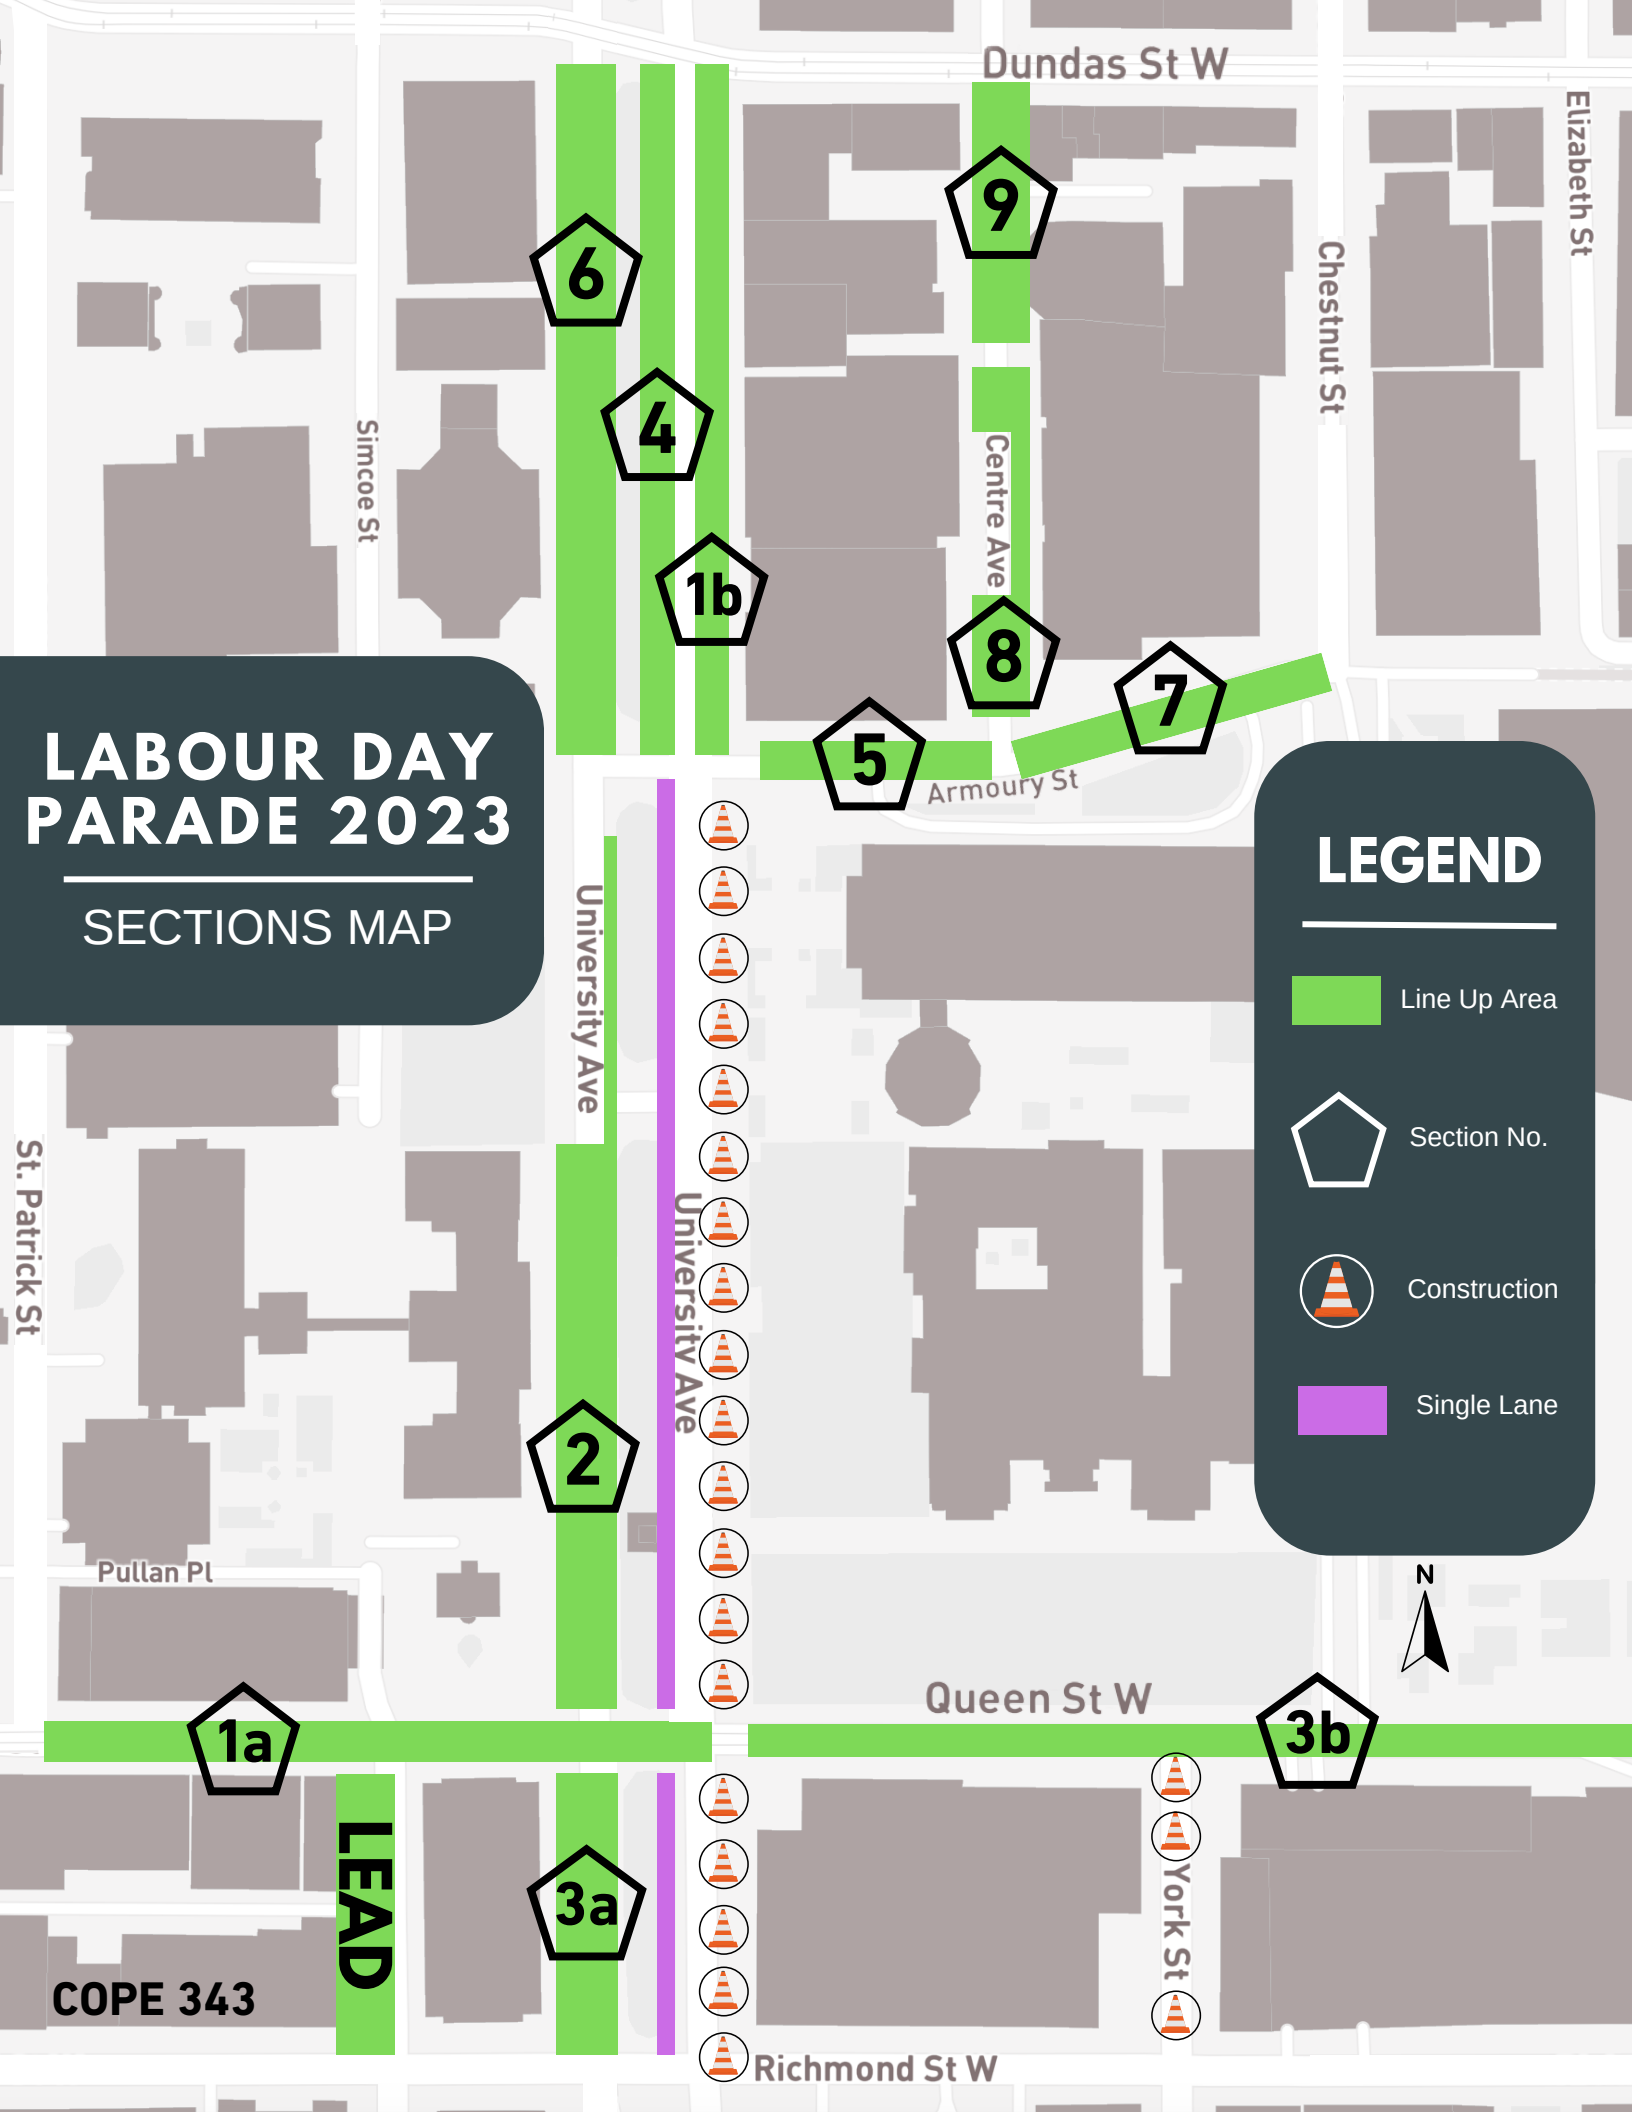 Dundas St W
Elizabeth St
9
6
Chestnut St
4
Simcoe St
Centre Ave
1b
8
7
5
Armoury St
LABOUR DAY
PARADE 2023
SECTIONS MAP
LEGEND
Line Up Area
Section No.
Construction
Single Lane
University Ave
St. Patrick St
University Ave
2
Pullan Pl
N
Queen St W
1a
3b
LEAD
3a
York St
COPE 343
Richmond St W